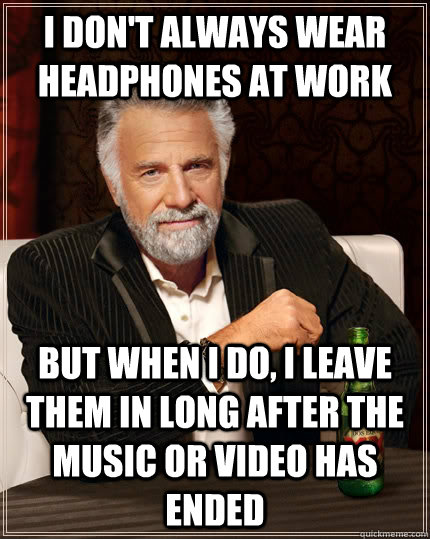 I DON'T ALWAYS WEAR
HEADPHONES AT WORK
BUT WHEN I DO, I LEAVE
THEM IN LONG AFTER THE
MUSIC OR VIDEO HAS
ENDED
quickmeme.com